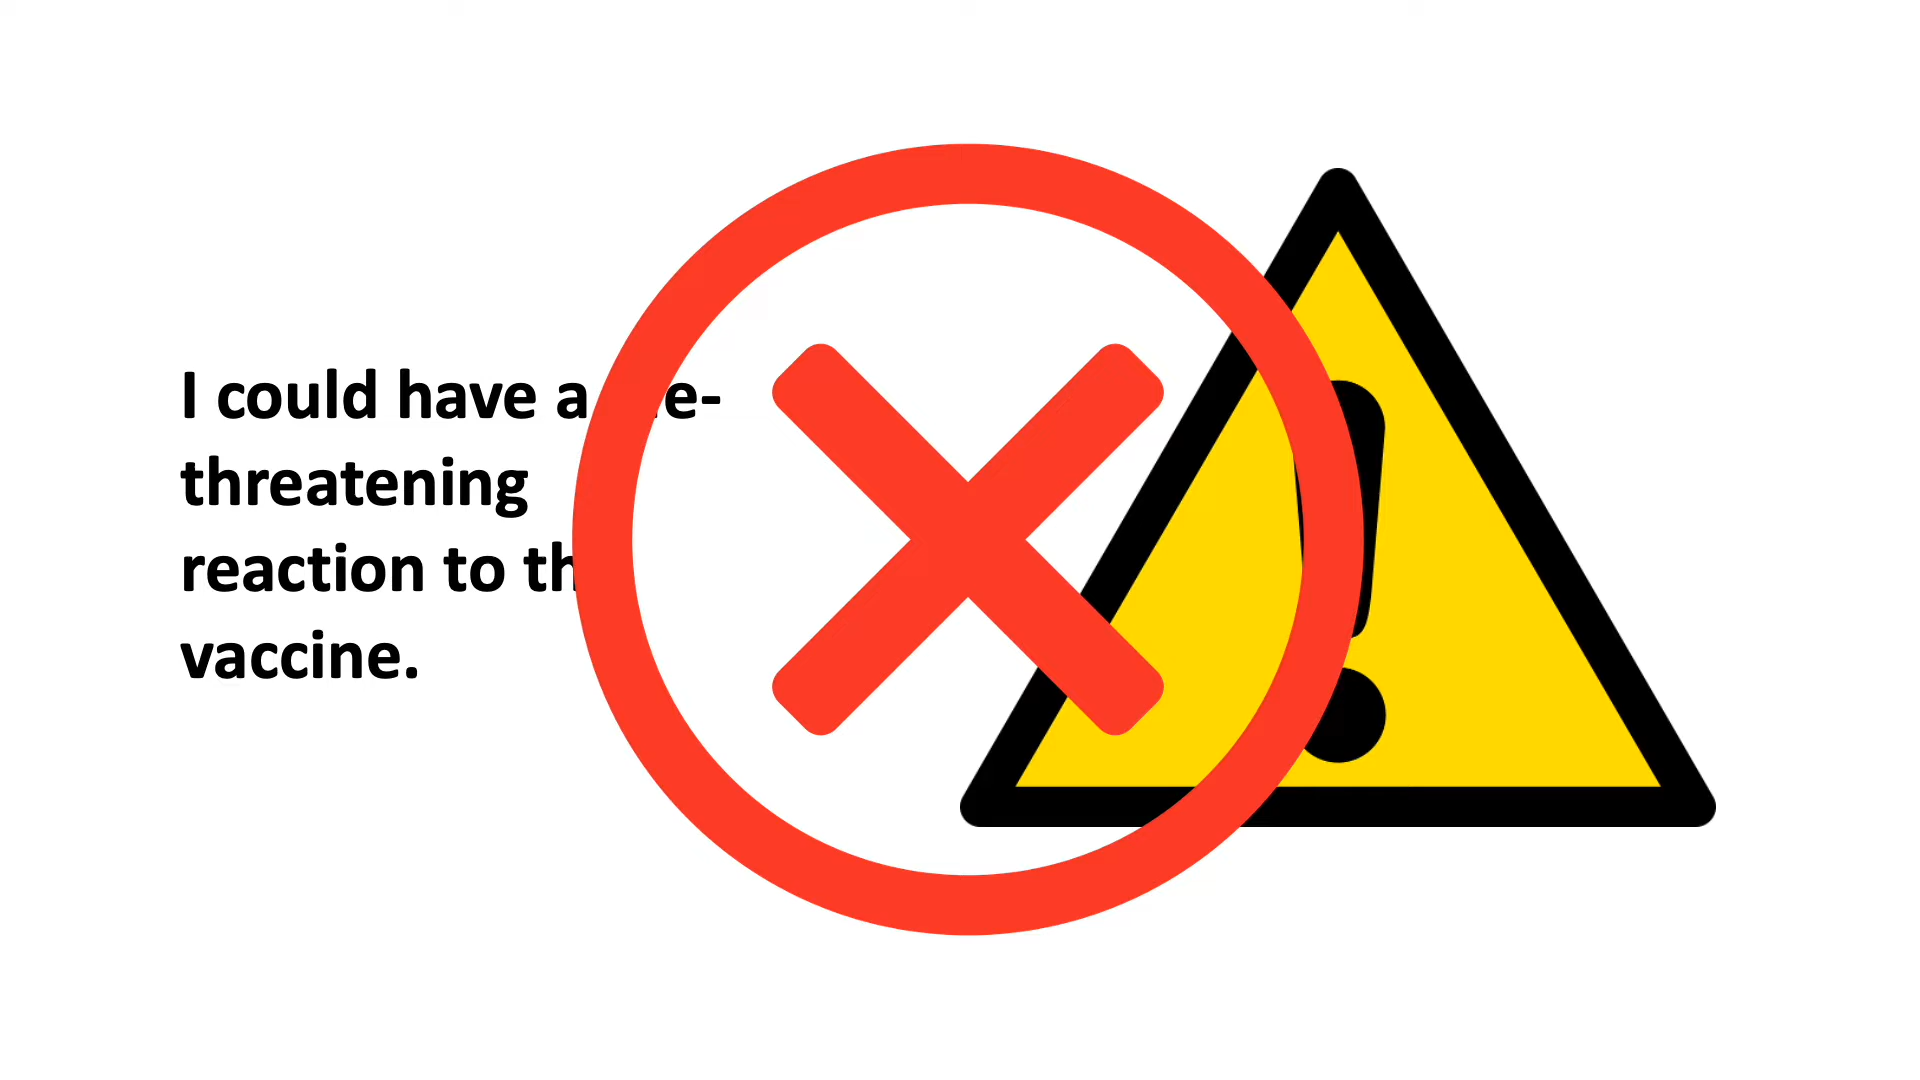 I could have a
threatening
reaction to
vaccine.